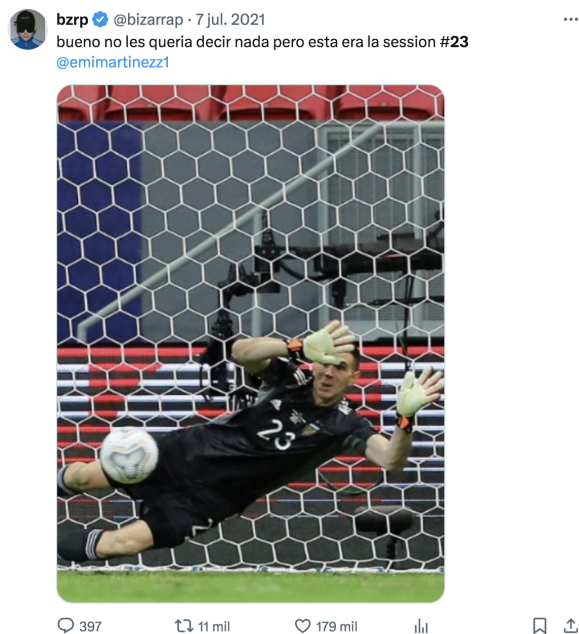 bzrp @bizarrap · 7 jul. 2021
bueno no les queria decir nada pero esta era la session #23
@emimartinezz1
23
397 11 mil 179 mil